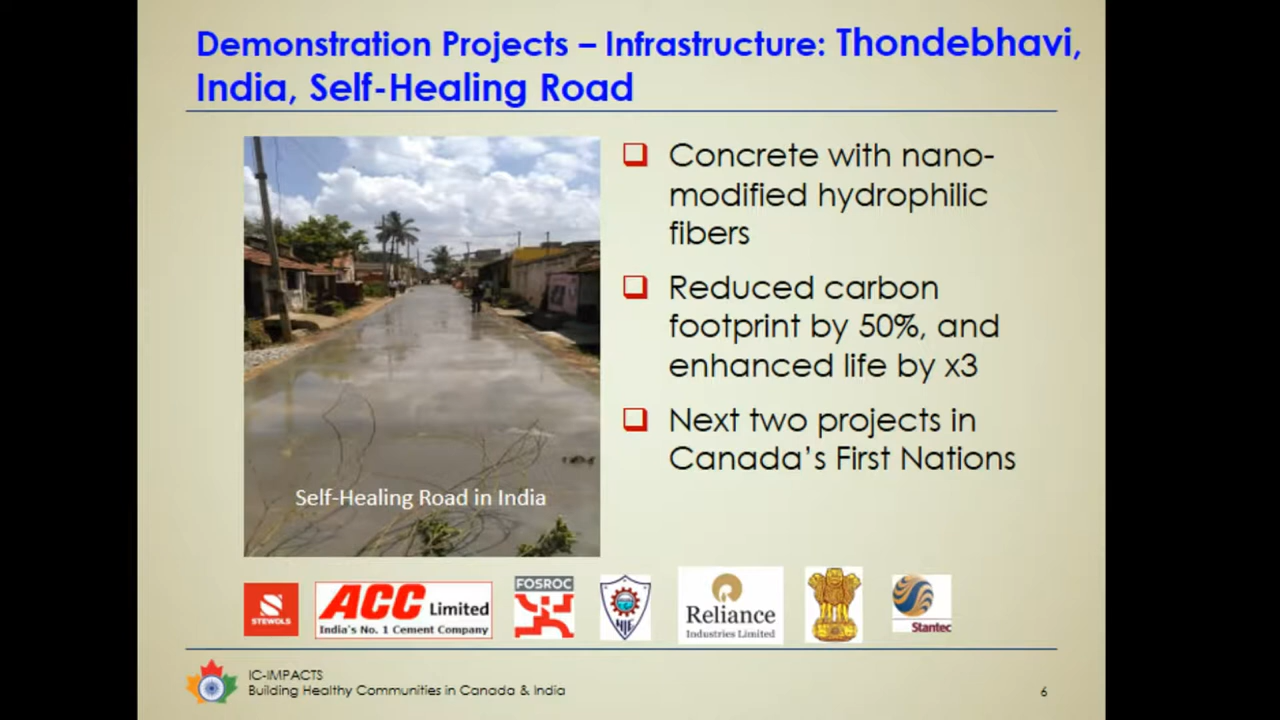 Demonstration Projects – Infrastructure: Thondebhavi,
India, Self-Healing Road
Concrete with nano-
modified hydrophilic
fibers
Reduced carbon
footprint by 50%, and
enhanced life by x3
Next two projects in
Canada's First Nations
Self-Healing Road in India
STEWOLS
ACC Limited
India's No. 1 Cement Company
FOSROC
Reliance
Industries Limited
Stantec
IC-IMPACTS
Building Healthy Communities in Canada & India
6